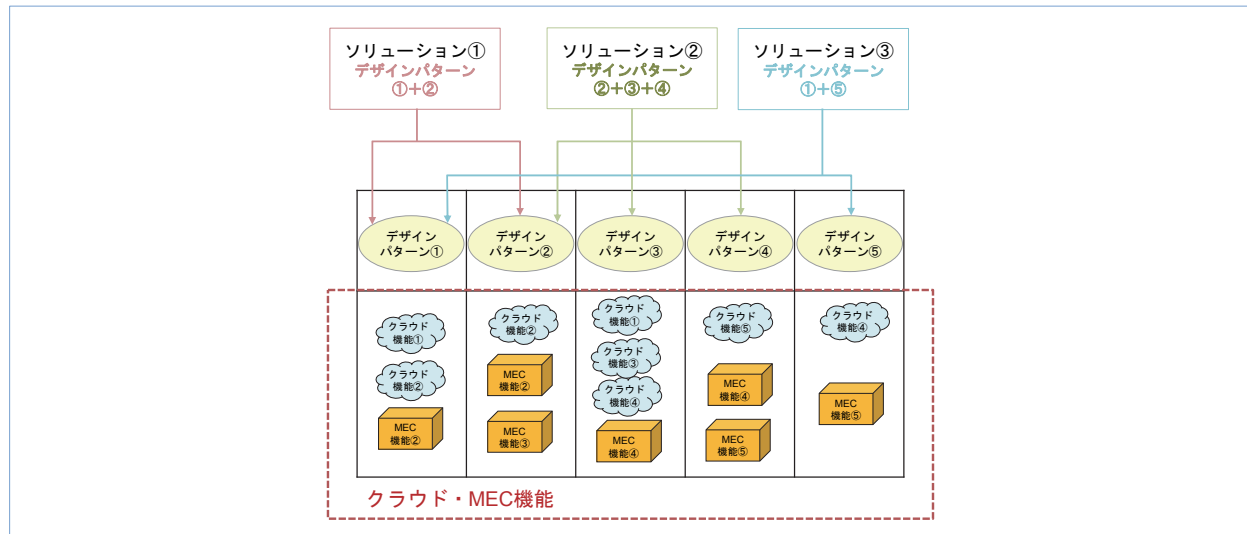 ソリューション①
デザインパターン
①+②
ソリューション②
デザインパターン
②+③+④
ソリューション③
デザインパターン
①+⑤
デザイン
パターン①
デザイン
パターン②
デザイン
パターン③
デザイン
パターン④
デザイン
パターン⑤
クラウド
機能①
クラウド
機能②
MEC
機能②
クラウド
機能②
MEC
機能②
MEC
機能③
クラウド
機能①
クラウド
機能③
クラウド
機能④
MEC
機能④
クラウド
機能⑤
MEC
機能④
MEC
機能⑤
クラウド
機能④
MEC
機能⑤
クラウド・MEC機能